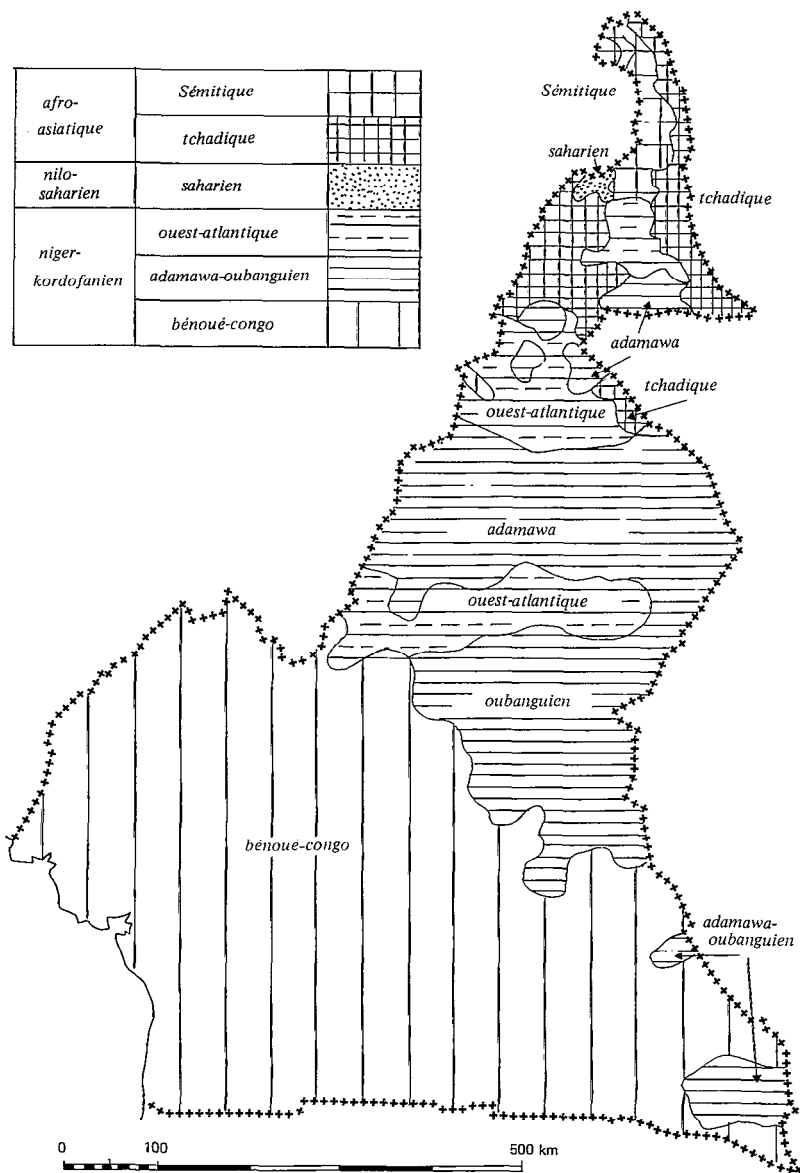 afro-
asiatique
Sémitique
tchadique
nilo-
saharien
saharien
niger-
kordofanien
ouest-atlantique
adamawa-oubanguien
bénoué-congo
Sémitique
saharien
tchadique
adamawa
tchadique
ouest-atlantique
adamawa
ouest-atlantique
oubanguien
bénoué-congo
adamawa-
oubanguien
0 100 500 km